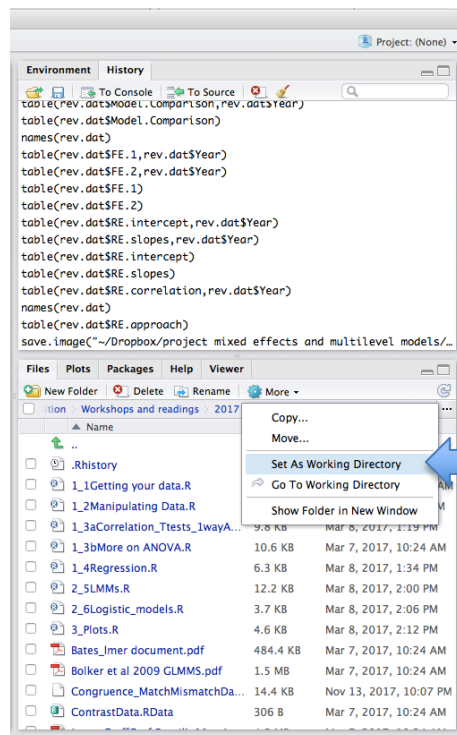 Project: (None)
Environment History
To Console To Source
table(rev.dat$Model.Comparison,rev.dat$Year)
table(rev.dat$Model.Comparison)
names(rev.dat)
table(rev.dat$FE.1,rev.dat$Year)
table(rev.dat$FE.2,rev.dat$Year)
table(rev.dat$FE.1)
table(rev.dat$FE.2)
table(rev.dat$RE.intercept,rev.dat$Year)
table(rev.dat$RE.slopes,rev.dat$Year)
table(rev.dat$RE.intercept)
table(rev.dat$RE.slopes)
table(rev.dat$RE.correlation,rev.dat$Year)
names(rev.dat)
table(rev.dat$RE.approach)
save.image("~/Dropbox/project mixed effects and multilevel models/…
Files Plots Packages Help Viewer
New Folder Delete Rename More
ition Workshops and readings 2017 ...
Name
Copy...
Move...
Set As Working Directory
Go To Working Directory
Show Folder in New Window
..
.Rhistory
1_1Getting your data.R AM
1_2Manipulating Data.R M
1_3aCorrelation_Ttests_1wayA... 9.8 KB Mar 8, 2017, 1:19 PM
1_3bMore on ANOVA.R 10.6 KB Mar 7, 2017, 10:24 AM
1_4Regression.R 6.3 KB Mar 8, 2017, 1:34 PM
2_5LMMs.R 12.2 KB Mar 8, 2017, 2:00 PM
2_6Logistic_models.R 3.7 KB Mar 8, 2017, 2:06 PM
3_Plots.R 4.6 KB Mar 8, 2017, 2:12 PM
Bates_lmer document.pdf 484.4 KB Mar 7, 2017, 10:24 AM
Bolker et al 2009 GLMMS.pdf 1.5 MB Mar 7, 2017, 10:24 AM
Congruence_MatchMismatchDa... 14.4 KB Nov 13, 2017, 10:07 PM
ContrastData.RData 306 B Mar 7, 2017, 10:24 AM